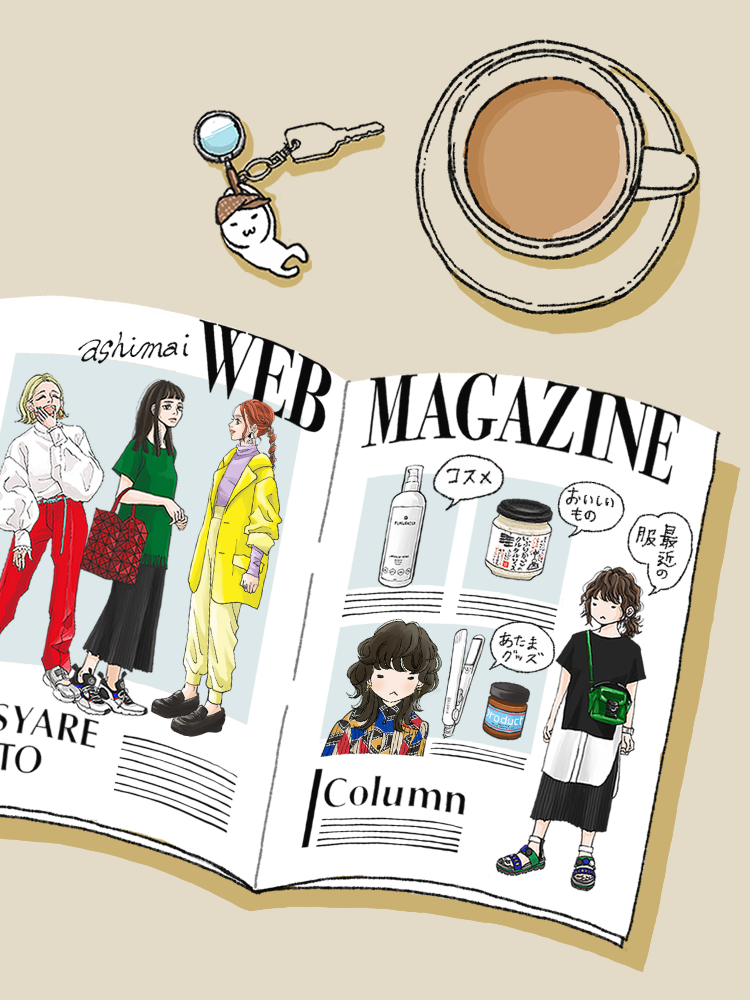 ashimai WEB
MAGAZINE
コスメ
おいしい
もの
最近の
服
あたま
グッズ
Product
SYARE
TO
Column